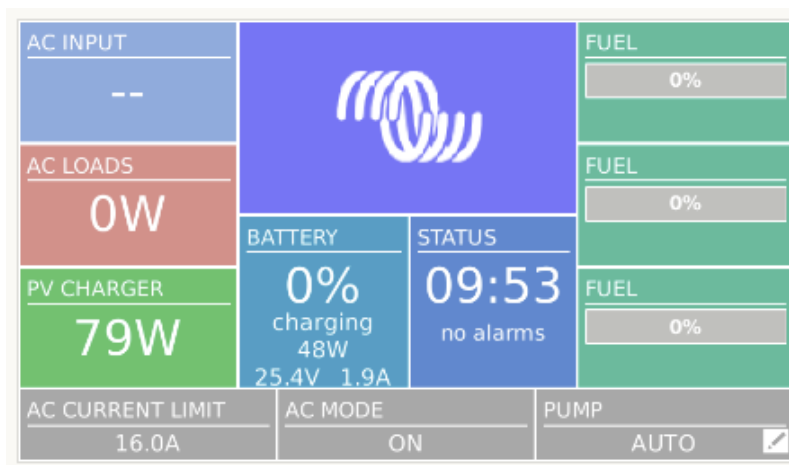 AC INPUT
--
AC LOADS
0W
PV CHARGER
79W
BATTERY
0%
charging
48W
25.4V 1.9A
STATUS
09:53
no alarms
FUEL
0%
FUEL
0%
FUEL
0%
AC CURRENT LIMIT
16.0A
AC MODE
ON
PUMP
AUTO